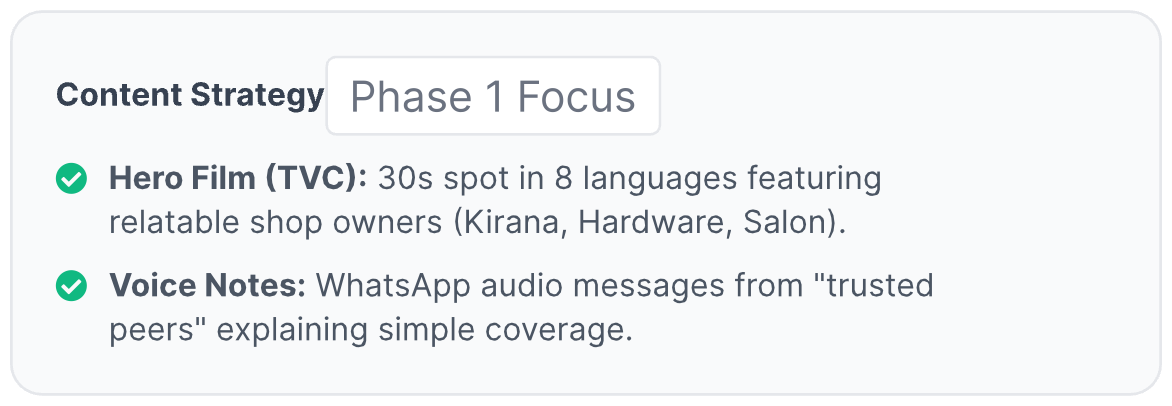 Content Strategy Phase 1 Focus
Hero Film (TVC): 30s spot in 8 languages featuring
relatable shop owners (Kirana, Hardware, Salon).
Voice Notes: WhatsApp audio messages from "trusted
peers" explaining simple coverage.